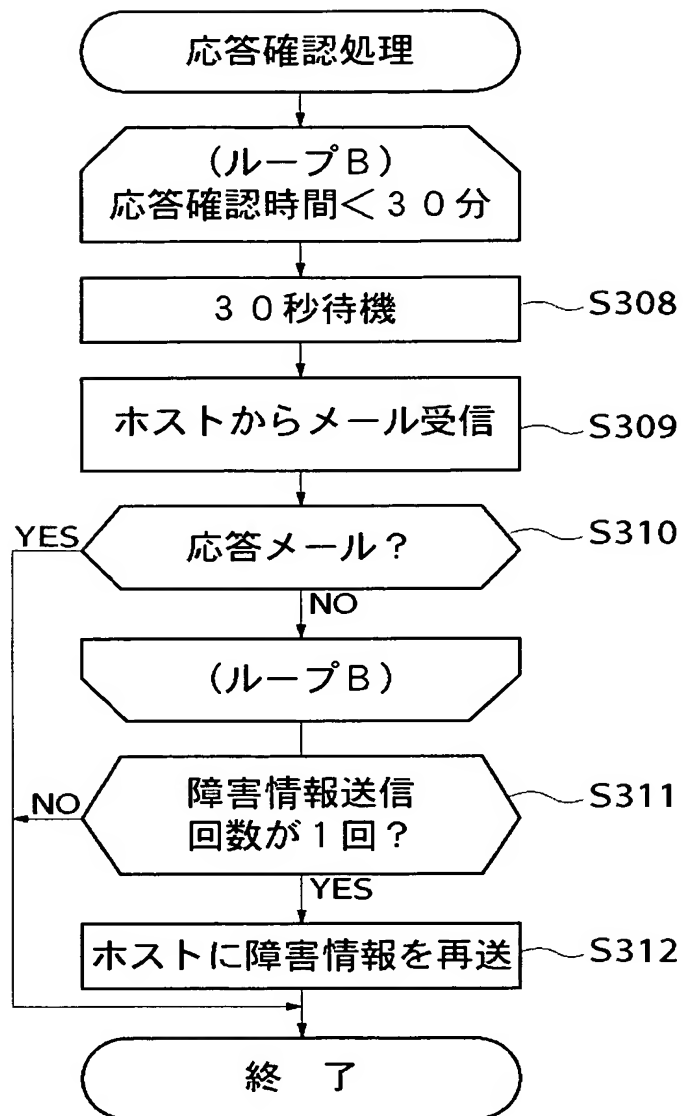 応答確認処理
(ループB)
応答確認時間<30分
30秒待機
S308
ホストからメール受信
S309
応答メール?
S310
YES
NO
(ループB)
障害情報送信
回数が1回?
S311
NO
YES
ホストに障害情報を再送
S312
終 了